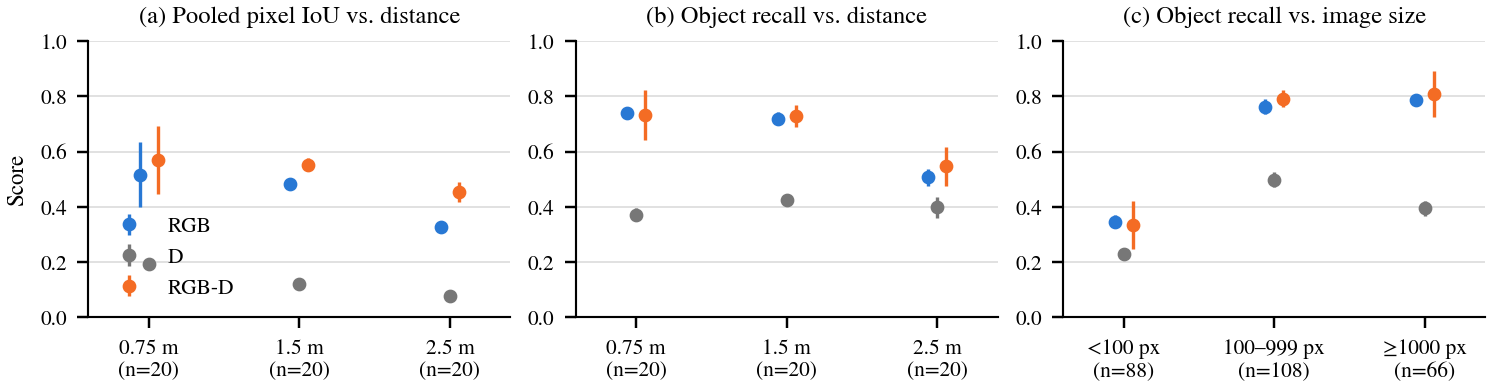 (a) Pooled pixel IoU vs. distance
Score
1.0
0.8
0.6
0.4
0.2
0.0
RGB
D
RGB-D
0.75 m
(n=20)
1.5 m
(n=20)
2.5 m
(n=20)
(b) Object recall vs. distance
1.0
0.8
0.6
0.4
0.2
0.0
0.75 m
(n=20)
1.5 m
(n=20)
2.5 m
(n=20)
(c) Object recall vs. image size
1.0
0.8
0.6
0.4
0.2
0.0
<100 px
(n=88)
100–999 px
(n=108)
≥1000 px
(n=66)